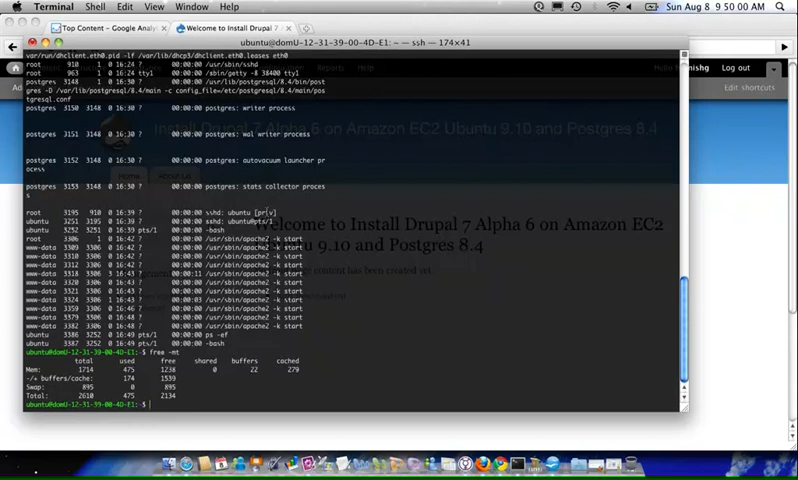 Terminal Shell Edit View Window Help Sun Aug 8 9 50 00 AM
Top Content - Google Analy Welcome to Install Drupal 7 Al
ubuntu@domU-12-31-39-00-4D-E1: ~ — ssh — 174×41
Log out
Edit shortcuts
var/run/dhclient.eth0.pid -lf /var/lib/dhcp3/dhclient.eth0.leases eth0
root 910 1 0 16:24 ? 00:00:00 /usr/sbin/sshd
root 963 1 0 16:24 tty1 00:00:00 /sbin/getty -8 38400 tty1
postgres 3148 1 0 16:30 ? 00:00:00 /usr/lib/postgresql/8.4/bin/post
gres -D /var/lib/postgresql/8.4/main -c config_file=/etc/postgresql/8.4/main/pos
tgresql.conf
postgres 3150 3148 0 16:30 ? 00:00:00 postgres: writer process
Install Drupal 7 Alpha 6 on Amazon EC2 Ubuntu 9.10 and Postgres 8.4
postgres 3151 3148 0 16:30 ? 00:00:00 postgres: wal writer process
postgres 3152 3148 0 16:30 ? 00:00:00 postgres: autovacuum launcher pr
ocess
Home
postgres 3153 3148 0 16:30 ? 00:00:00 postgres: stats collector proces
s
root 3195 910 0 16:39 ? 00:00:00 sshd: ubuntu [priv]
ubuntu 3251 3195 0 16:39 ? 00:00:00 sshd: ubuntu@pts/1
ubuntu 3252 3251 0 16:39 pts/1 00:00:00 -bash
Welcome to Install Drupal 7 Alpha 6 on Amazon EC2
Ubuntu 9.10 and Postgres 8.4
root 3306 1 0 16:42 ? 00:00:00 /usr/sbin/apache2 -k start
www-data 3309 3306 0 16:42 ? 00:00:00 /usr/sbin/apache2 -k start
www-data 3310 3306 0 16:42 ? 00:00:00 /usr/sbin/apache2 -k start
www-data 3312 3306 0 16:42 ? 00:00:00 /usr/sbin/apache2 -k start
www-data 3318 3306 3 16:43 ? 00:00:11 /usr/sbin/apache2 -k start
www-data 3320 3306 0 16:43 ? 00:00:00 /usr/sbin/apache2 -k start
www-data 3321 3306 0 16:43 ? 00:00:00 /usr/sbin/apache2 -k start
www-data 3324 3306 1 16:43 ? 00:00:03 /usr/sbin/apache2 -k start
www-data 3359 3306 0 16:46 ? 00:00:00 /usr/sbin/apache2 -k start
www-data 3379 3306 0 16:48 ? 00:00:00 /usr/sbin/apache2 -k start
www-data 3382 3306 0 16:48 ? 00:00:00 /usr/sbin/apache2 -k start
ubuntu 3386 3252 0 16:49 pts/1 00:00:00 ps -ef
ubuntu 3387 3252 0 16:49 pts/1 00:00:00 -bash
ubuntu@domU-12-31-39-00-4D-E1:~$ free -mt
total used free shared buffers cached
Mem: 1714 475 1238 0 22 279
-/+ buffers/cache: 174 1539
Swap: 895 0 895
Total: 2610 475 2134
ubuntu@domU-12-31-39-00-4D-E1:~$